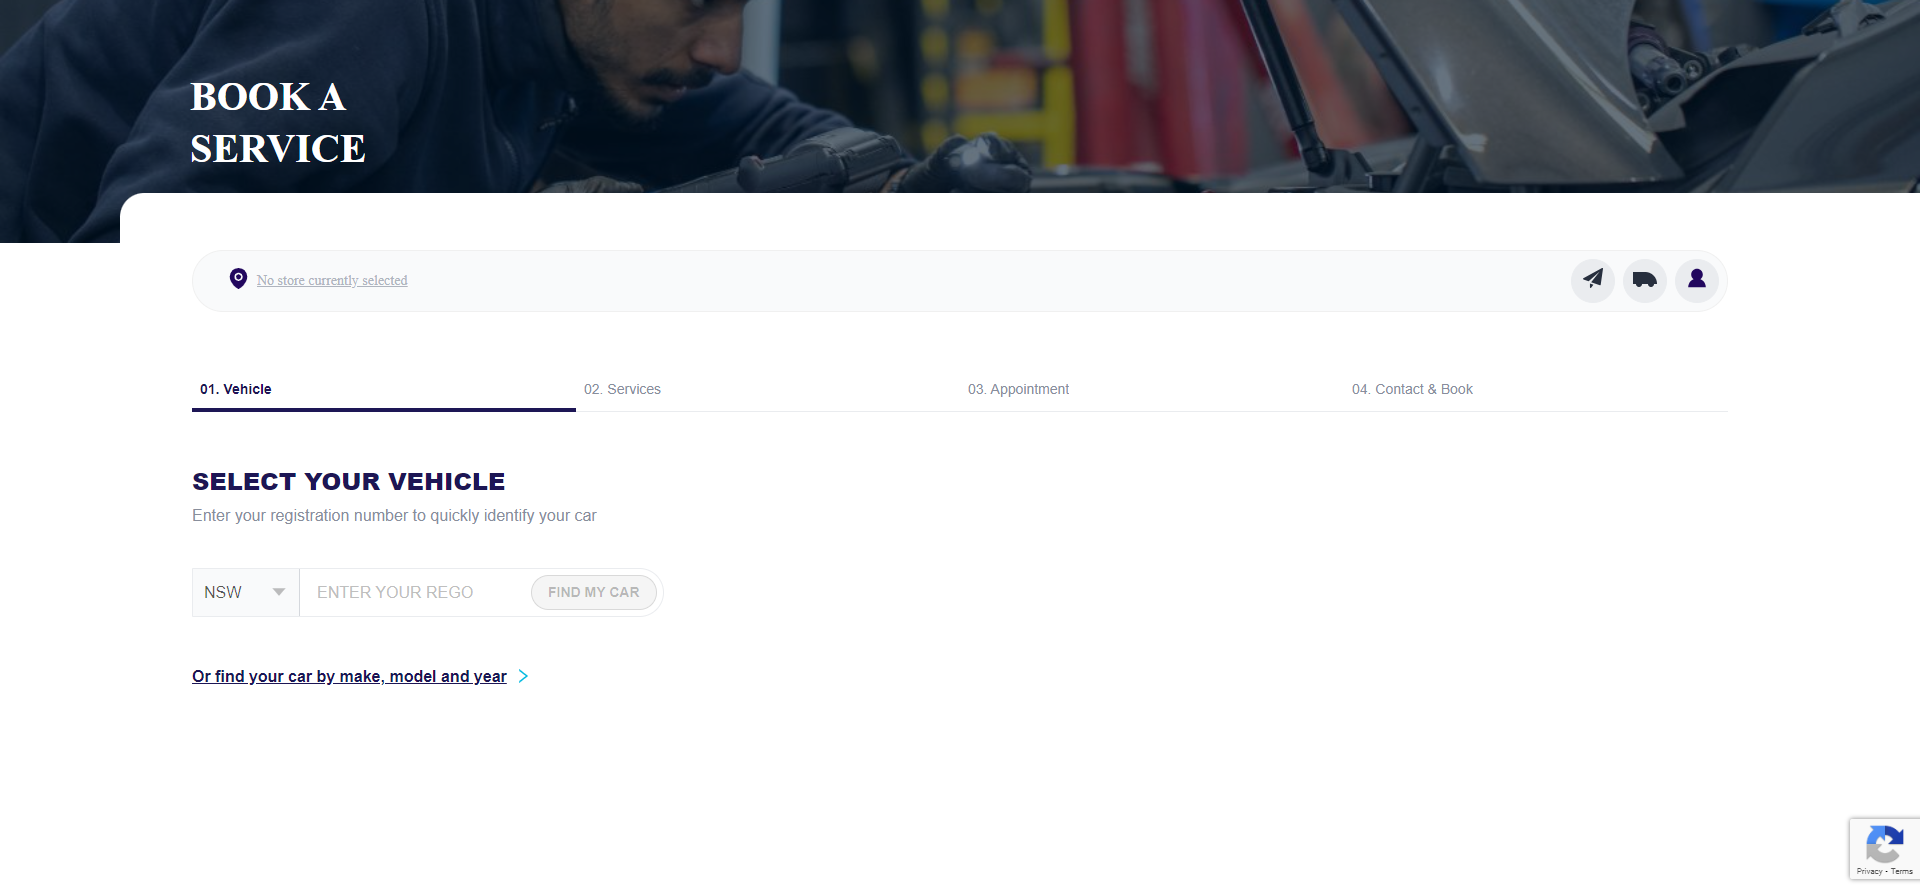 BOOK A
SERVICE
No store currently selected
01. Vehicle
02. Services
03. Appointment
04. Contact & Book
SELECT YOUR VEHICLE
Enter your registration number to quickly identify your car
NSW
ENTER YOUR REGO
FIND MY CAR
Or find your car by make, model and year
Privacy - Terms